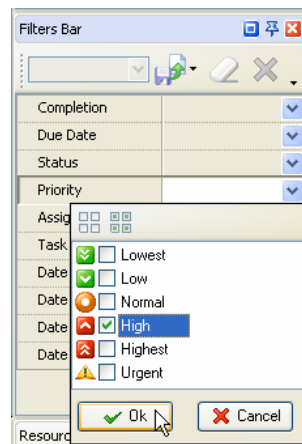 Filters Bar
Completion
Due Date
Status
Priority
Assig
Task
Date
Date
Date
Date
Lowest
Low
Normal
High
Highest
Urgent
Ok
Cancel
Resourc